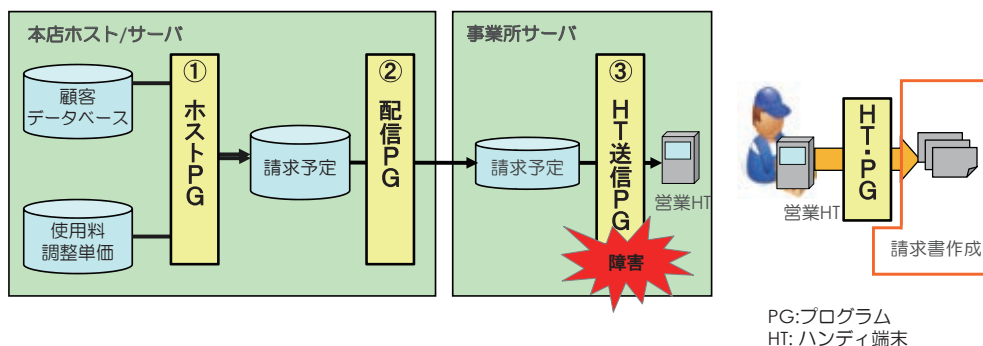 本店ホスト/サーバ
事業所サーバ
顧客
データベース
使用料
調整単価
①ホストPG
請求予定
②配信PG
請求予定
③HT送信PG
障害
営業HT
営業HT
HT・PG
請求書作成
PG:プログラム
HT: ハンディ端末